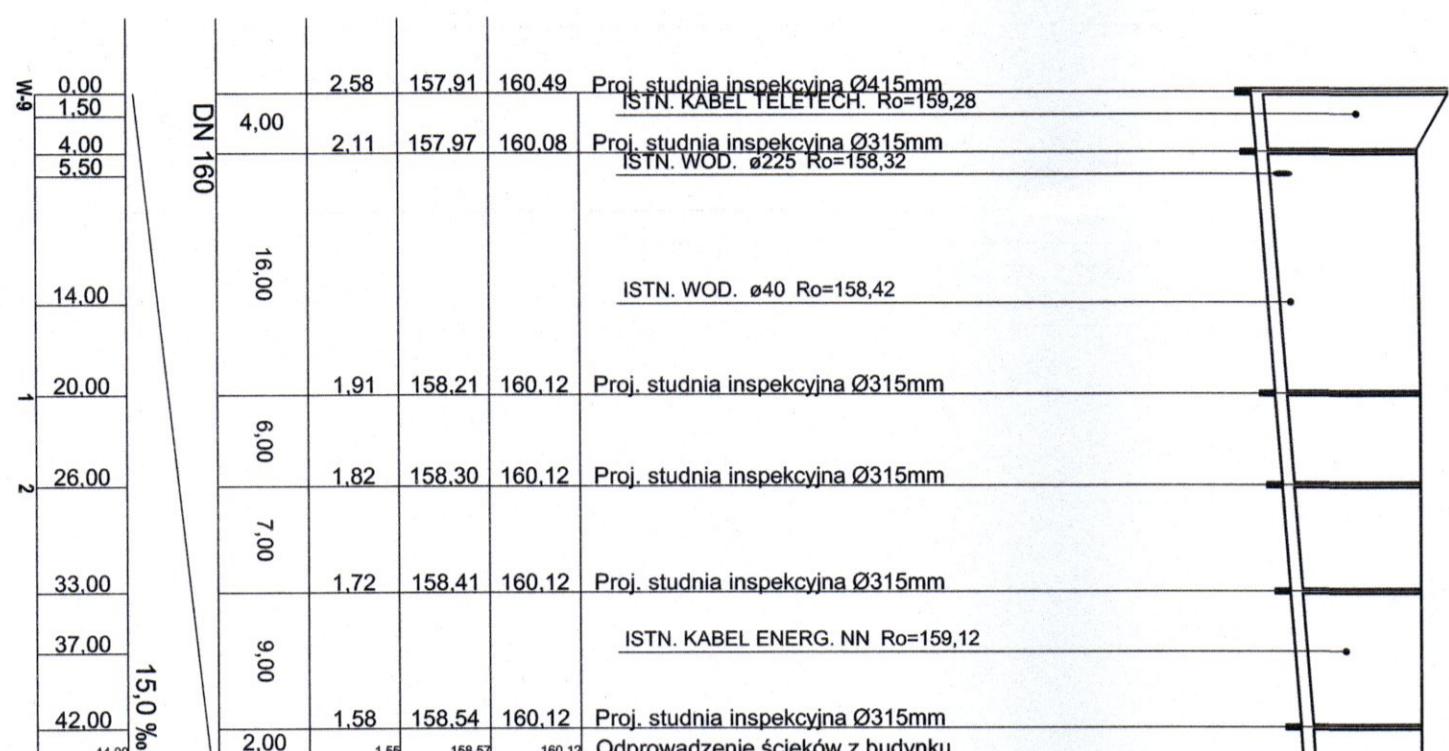 W-9 0,00 2,58 157,91 160,49 Proj. studnia inspekcyjna Ø415mm
1,50 ISTN. KABEL TELETECH. Ro=159,28
DN 160
4,00
4,00 2,11 157,97 160,08 Proj. studnia inspekcyjna Ø315mm
5,50 ISTN. WOD. ø225 Ro=158,32
16,00
14,00 ISTN. WOD. ø40 Ro=158,42
1 20,00 1,91 158,21 160,12 Proj. studnia inspekcyjna Ø315mm
6,00
2 26,00 1,82 158,30 160,12 Proj. studnia inspekcyjna Ø315mm
7,00
33,00 1,72 158,41 160,12 Proj. studnia inspekcyjna Ø315mm
37,00 ISTN. KABEL ENERG. NN Ro=159,12
9,00
15,0 ‰
42,00 1,58 158,54 160,12 Proj. studnia inspekcyjna Ø315mm
2,00 158,57 160,12 Odprowadzenie ścieków z budynku